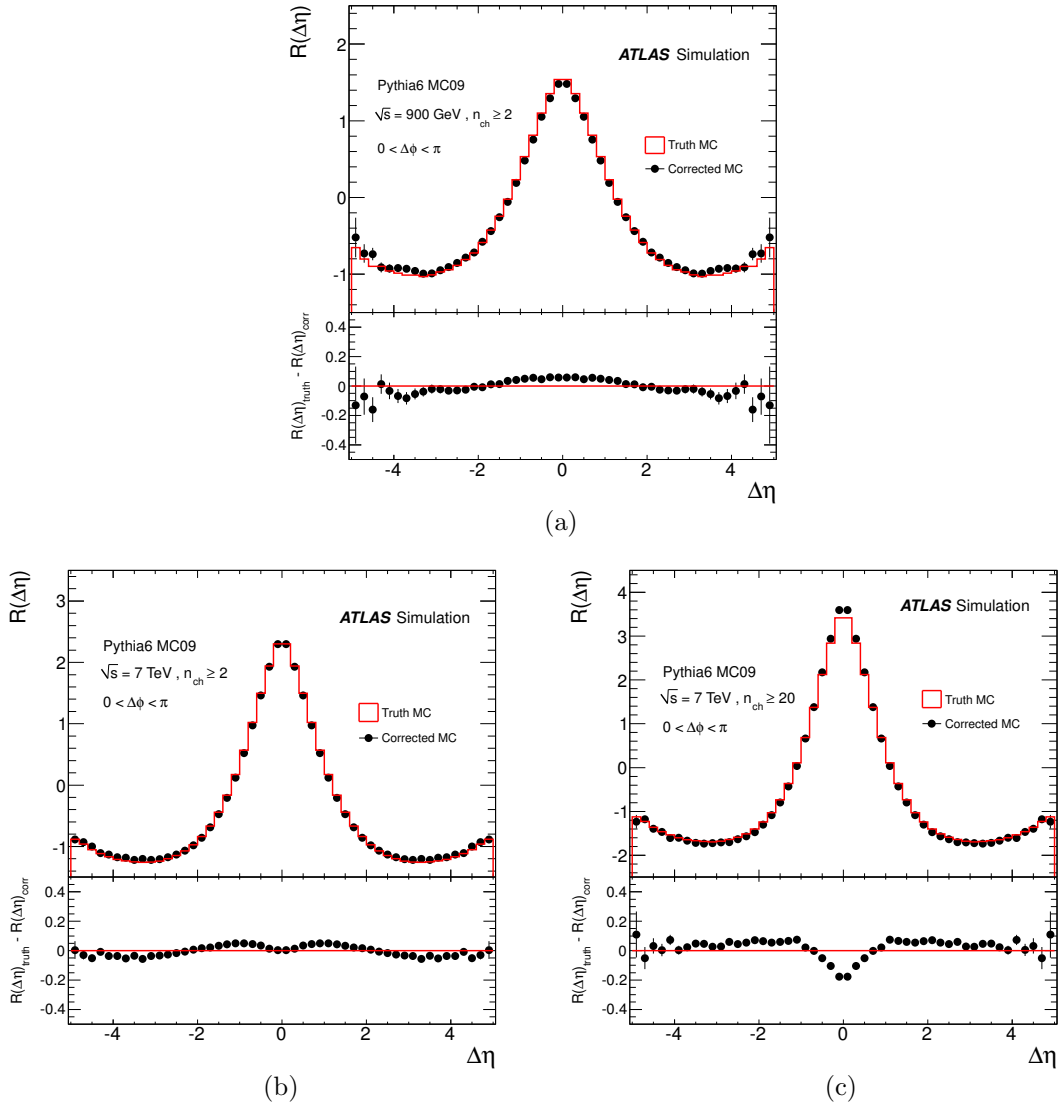 R(Δη)
2
1
0
-1
ATLAS Simulation
Pythia6 MC09
√s = 900 GeV , n_ch ≥ 2
0 < Δϕ < π
Truth MC
Corrected MC
R(Δη)_truth - R(Δη)_corr
0.4
0.2
0
-0.2
-0.4
-4 -2 0 2 4
Δη
(a)
R(Δη)
3
2
1
0
-1
ATLAS Simulation
Pythia6 MC09
√s = 7 TeV , n_ch ≥ 2
0 < Δϕ < π
Truth MC
Corrected MC
R(Δη)_truth - R(Δη)_corr
0.4
0.2
0
-0.2
-0.4
-4 -2 0 2 4
Δη
(b)
R(Δη)
4
3
2
1
0
-1
-2
ATLAS Simulation
Pythia6 MC09
√s = 7 TeV , n_ch ≥ 20
0 < Δϕ < π
Truth MC
Corrected MC
R(Δη)_truth - R(Δη)_corr
0.4
0.2
0
-0.2
-0.4
-4 -2 0 2 4
Δη
(c)